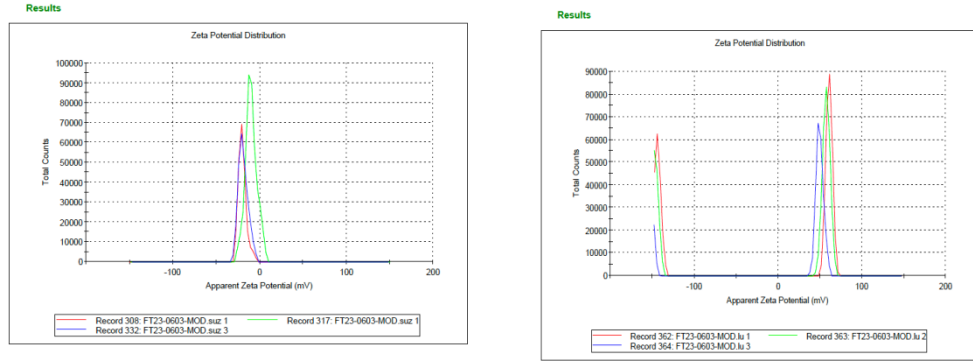 Results
Zeta Potential Distribution
100000
90000
80000
70000
60000
50000
40000
30000
20000
10000
0
Total Counts
-100
0
100
200
Apparent Zeta Potential (mV)
Record 308: FT23-0603-MOD.suz 1
Record 317: FT23-0603-MOD.suz 1
Record 332: FT23-0603-MOD.suz 3
Results
Zeta Potential Distribution
90000
80000
70000
60000
50000
40000
30000
20000
10000
0
Total Counts
-100
0
100
200
Apparent Zeta Potential (mV)
Record 362: FT23-0603-MOD.lu 1
Record 363: FT23-0603-MOD.lu 2
Record 364: FT23-0603-MOD.lu 3